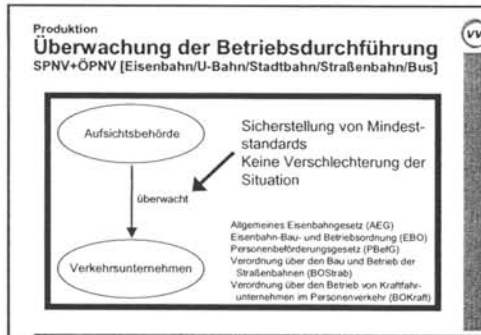 Produktion
Überwachung der Betriebsdurchführung
SPNV+ÖPNV [Eisenbahn/U-Bahn/Stadtbahn/Straßenbahn/Bus]
Aufsichtsbehörde
Sicherstellung von Mindest-
standards
Keine Verschlechterung der
Situation
überwacht
Verkehrsunternehmen
Allgemeines Eisenbahngesetz (AEG)
Eisenbahn-Bau- und Betriebsordnung (EBO)
Personenbeförderungsgesetz (PBefG)
Verordnung über den Bau und Betrieb der
Straßenbahnen (BOStrab)
Verordnung über den Betrieb von Kraftfahr-
unternehmen im Personenverkehr (BOKraft)